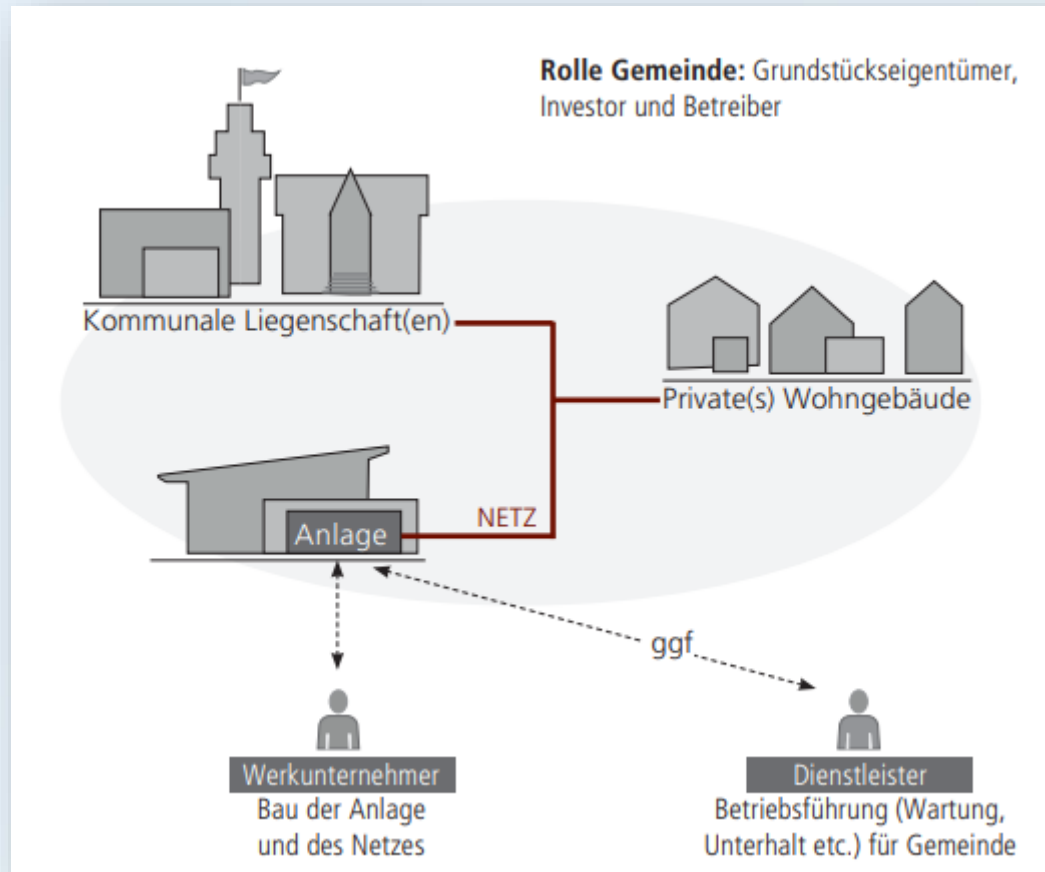 Rolle Gemeinde: Grundstückseigentümer,
Investor und Betreiber
Kommunale Liegenschaft(en)
Private(s) Wohngebäude
NETZ
Anlage
ggf.
Werkunternehmer
Bau der Anlage
und des Netzes
Dienstleister
Betriebsführung (Wartung,
Unterhalt etc.) für Gemeinde